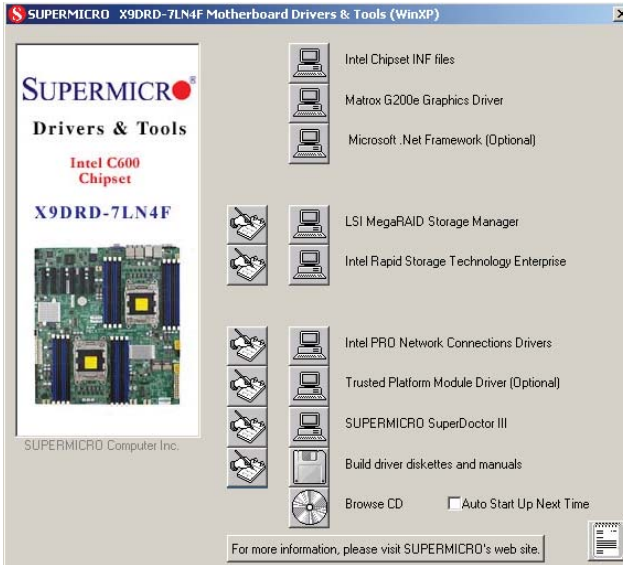 SUPERMICRO X9DRD-7LN4F Motherboard Drivers & Tools (WinXP)
SUPERMICRO®
Drivers & Tools
Intel C600
Chipset
X9DRD-7LN4F
SUPERMICRO Computer Inc.
Intel Chipset INF files
Matrox G200e Graphics Driver
Microsoft .Net Framework (Optional)
LSI MegaRAID Storage Manager
Intel Rapid Storage Technology Enterprise
Intel PRO Network Connections Drivers
Trusted Platform Module Driver (Optional)
SUPERMICRO SuperDoctor III
Build driver diskettes and manuals
Browse CD Auto Start Up Next Time
For more information, please visit SUPERMICRO's web site.